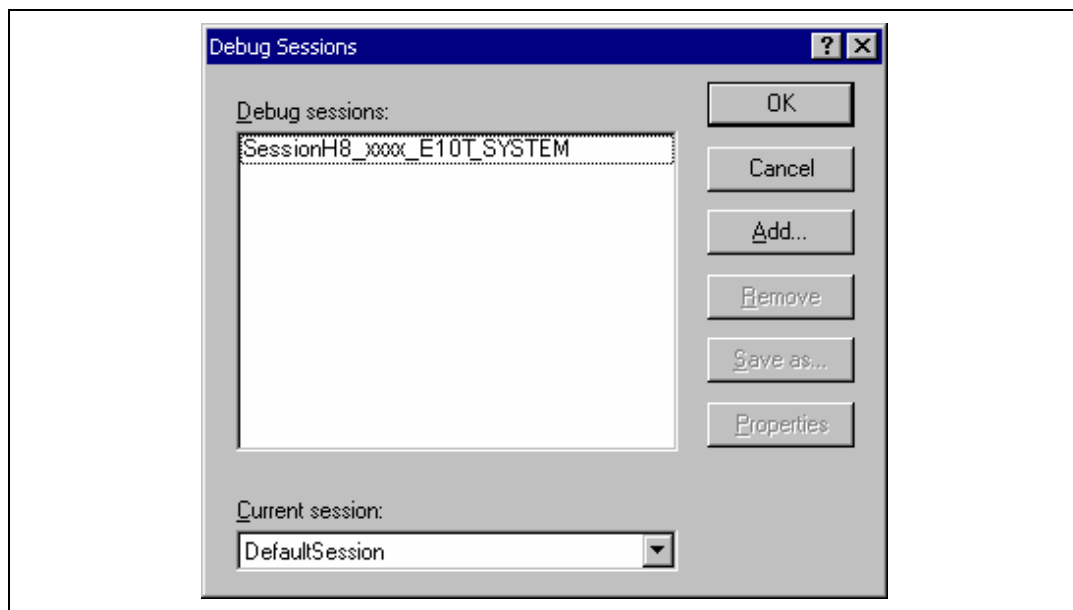 Debug Sessions
Debug sessions:
SessionH8_xxxx_E10T_SYSTEM
OK
Cancel
Add...
Remove
Save as...
Properties
Current session:
DefaultSession